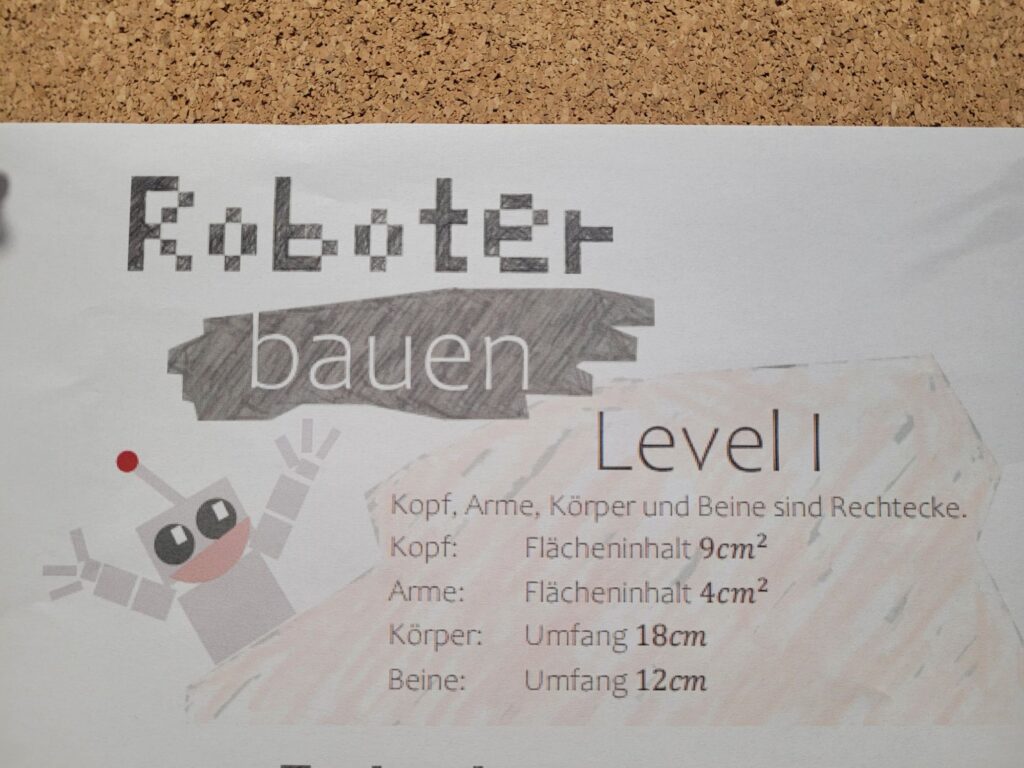 Roboter
bauen
Level I
Kopf, Arme, Körper und Beine sind Rechtecke.
Kopf: Flächeninhalt 9cm²
Arme: Flächeninhalt 4cm²
Körper: Umfang 18cm
Beine: Umfang 12cm